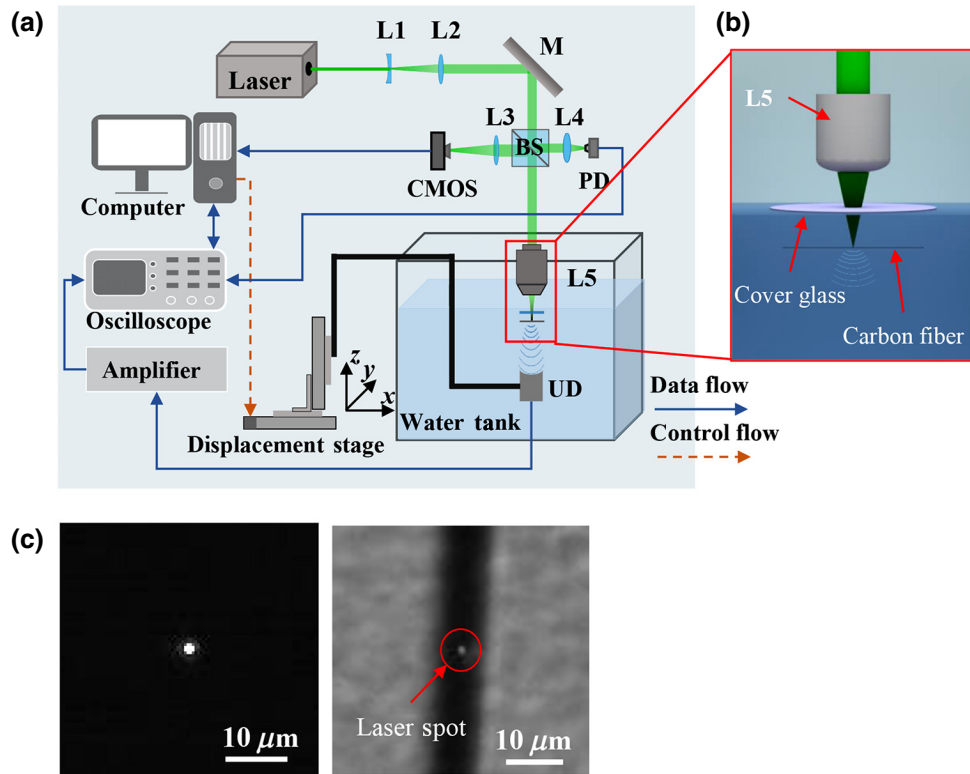 (a)
L1
L2
M
Laser
L3
BS
L4
CMOS
PD
Computer
L5
Oscilloscope
Amplifier
z
y
x
UD
Water tank
Displacement stage
Data flow
Control flow
(b)
L5
Cover glass
Carbon fiber
(c)
10 μm
Laser spot
10 μm